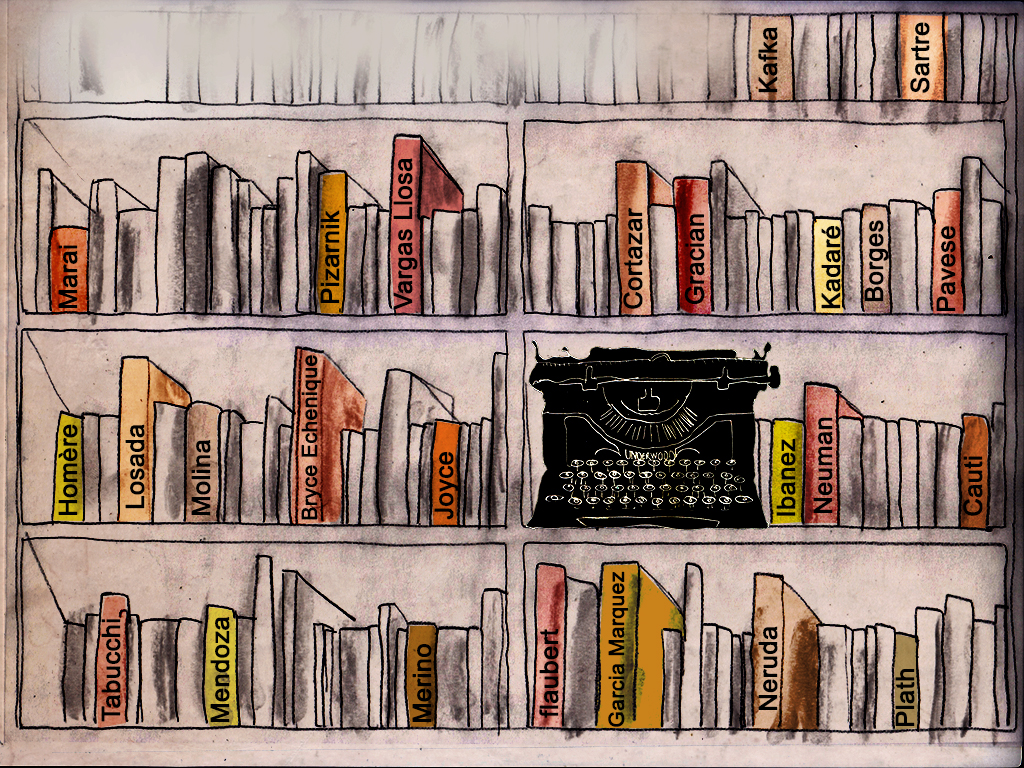 Kafka
Sartre
Marai
Pizarnik
Vargas Llosa
Cortazar
Gracian
Kadaré
Borges
Pavese
Homère
Losada
Molina
Bryce Echenique
Joyce
UNDERWOOD
Ibanez
Neuman
Cauti
Tabucchi
Mendoza
Merino
flaubert
Garcia Marquez
Neruda
Plath